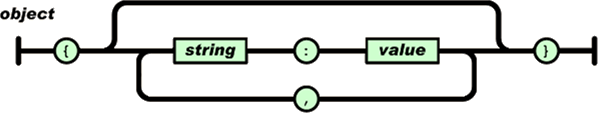 object
{ string : value }
,